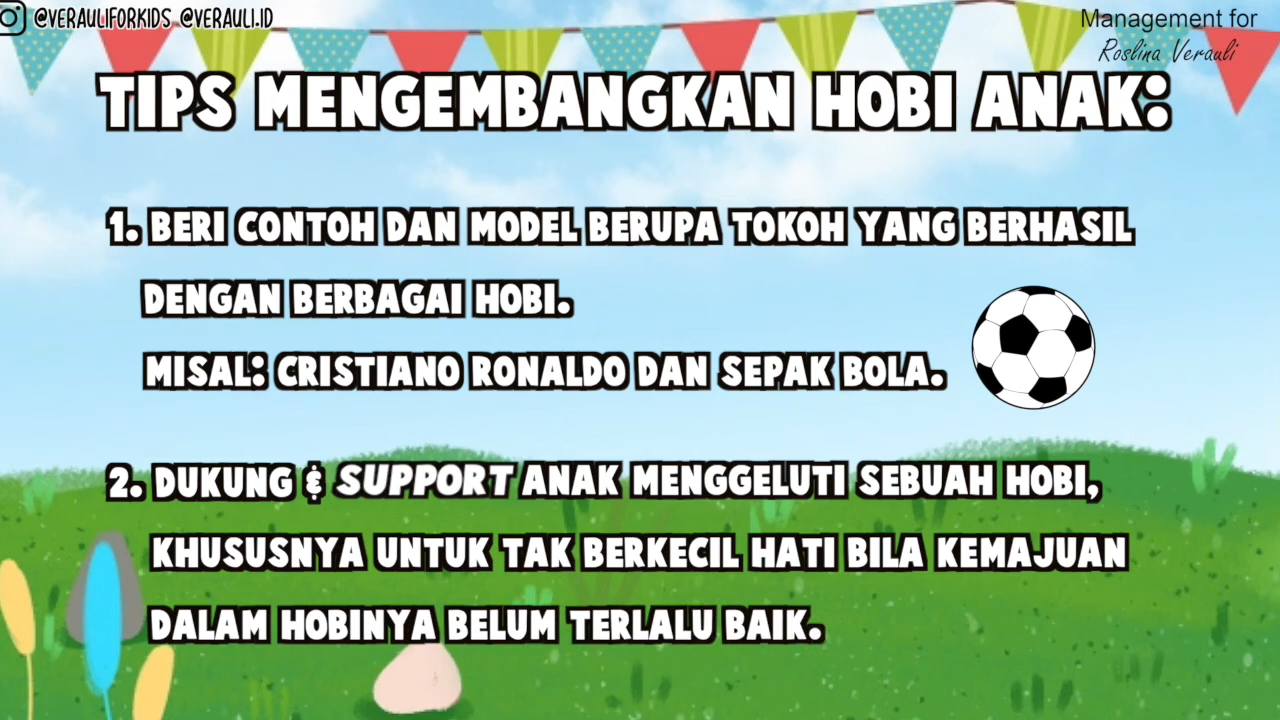 @VERAULIFORKIDS @VERAULI.ID
Management for
Roslina Verauli
TIPS MENGEMBANGKAN HOBI ANAK:
1. BERI CONTOH DAN MODEL BERUPA TOKOH YANG BERHASIL
DENGAN BERBAGAI HOBI.
MISAL: CRISTIANO RONALDO DAN SEPAK BOLA.
2. DUKUNG & SUPPORT ANAK MENGGELUTI SEBUAH HOBI,
KHUSUSNYA UNTUK TAK BERKECIL HATI BILA KEMAJUAN
DALAM HOBINYA BELUM TERLALU BAIK.